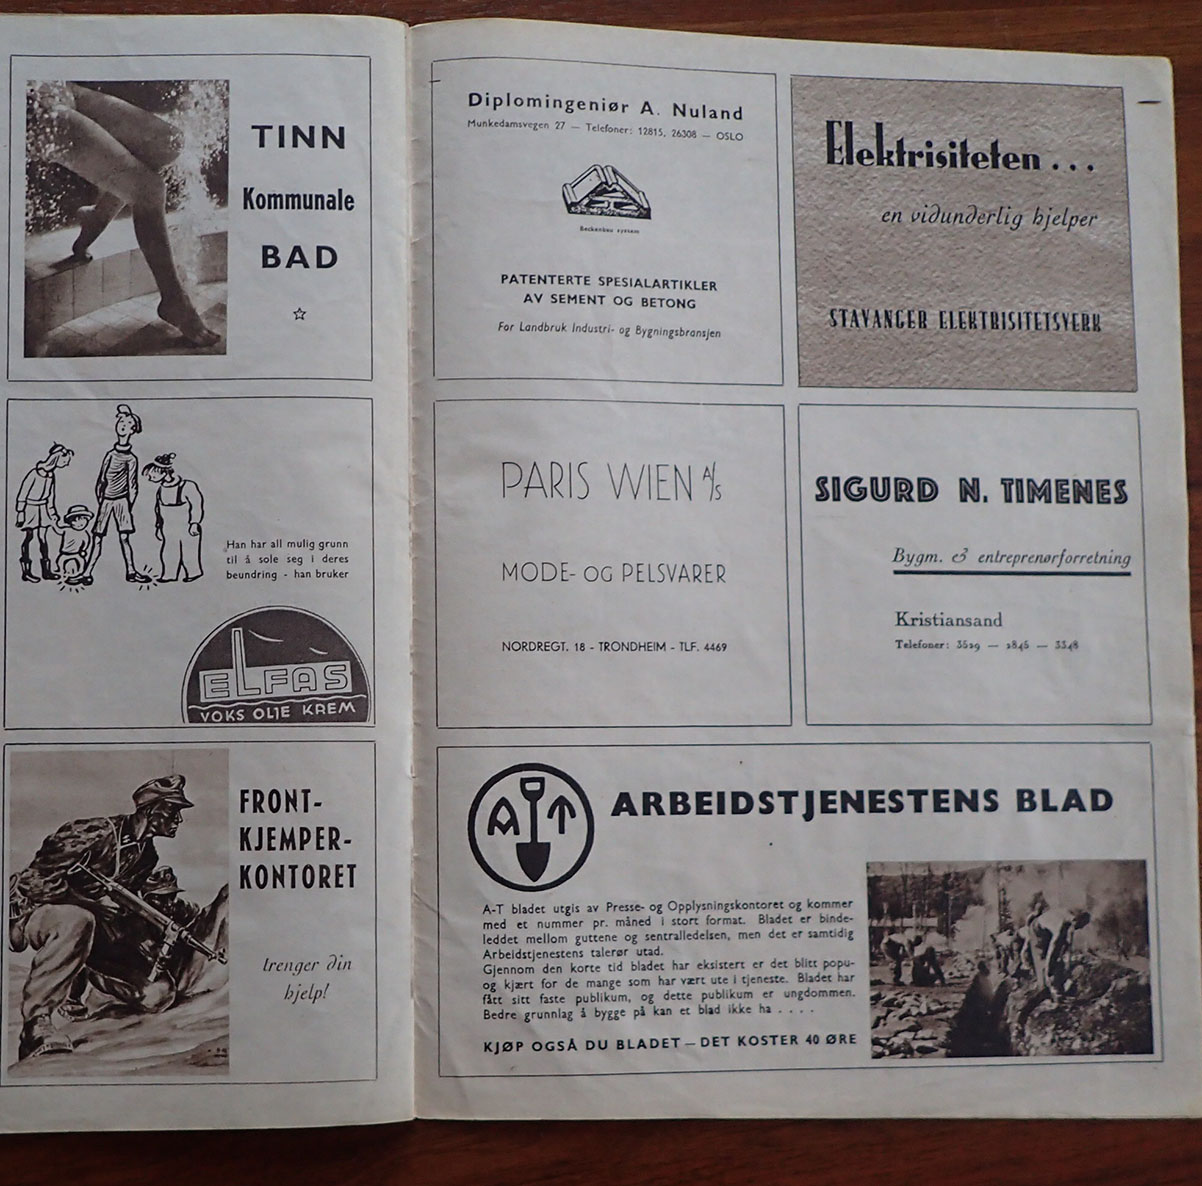 TINN
Kommunale
BAD
Han har all mulig grunn
til å sole seg i deres
beundring - han bruker
ELFAS
VOKS OLJE KREM
FRONT-
KJEMPER-
KONTORET
trenger din
hjelp!
Diplomingeniør A. Nuland
Munkedamsvegen 27 — Telefoner: 12815, 26308 — OSLO
system
PATENTERTE SPESIALARTIKLER
AV SEMENT OG BETONG
For Landbruk Industri- og Bygningsbransjen
Elektrisiteten . . .
en vidunderlig hjelper
STAVANGER ELEKTRISITETSVERK
PARIS WIEN A/S
MODE- OG PELSVARER
NORDREGT. 18 - TRONDHEIM - TLF. 4469
SIGURD N. TIMENES
Bygm. & entreprenørforretning
Kristiansand
Telefoner: 3529 — 2846 — 3348
AT
ARBEIDSTJENESTENS BLAD
A-T bladet utgis av Presse- og Opplysningskontoret og kommer
med et nummer pr. måned i stort format. Bladet er binde-
leddet mellom guttene og sentralledelsen, men det er samtidig
Arbeidstjenestens talerør utad.
Gjennom den korte tid bladet har eksistert er det blitt popu-
og kjært for de mange som har vært ute i tjeneste. Bladet har
fått sitt faste publikum, og dette publikum er ungdommen.
Bedre grunnlag å bygge på kan et blad ikke ha . . . .
KJØP OGSÅ DU BLADET — DET KOSTER 40 ØRE